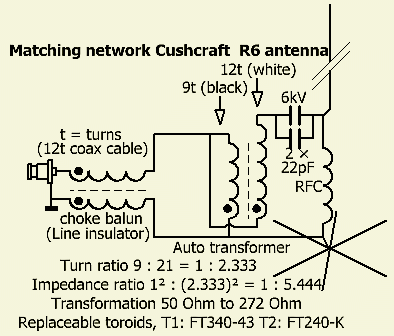 Matching network Cushcraft R6 antenna
12t (white)
9t (black)
6kV
t = turns
(12t coax cable)
2 ×
22pF
RFC
choke balun
(Line insulator)
Auto transformer
Turn ratio 9 : 21 = 1 : 2.333
Impedance ratio 1² : (2.333)² = 1 : 5.444
Transformation 50 Ohm to 272 Ohm
Replaceable toroids, T1: FT340-43 T2: FT240-K